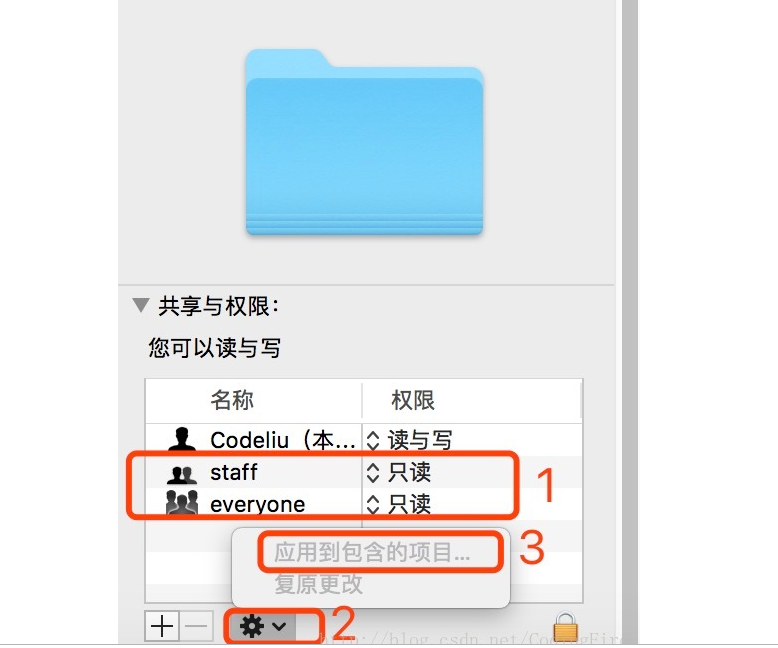 共享与权限：
您可以读与写
名称 权限
Codeliu（本... 读与写
staff 只读
everyone 只读
1
应用到包含的项目... 3
复原更改
2
http://blog.csdn.net/CodingFire